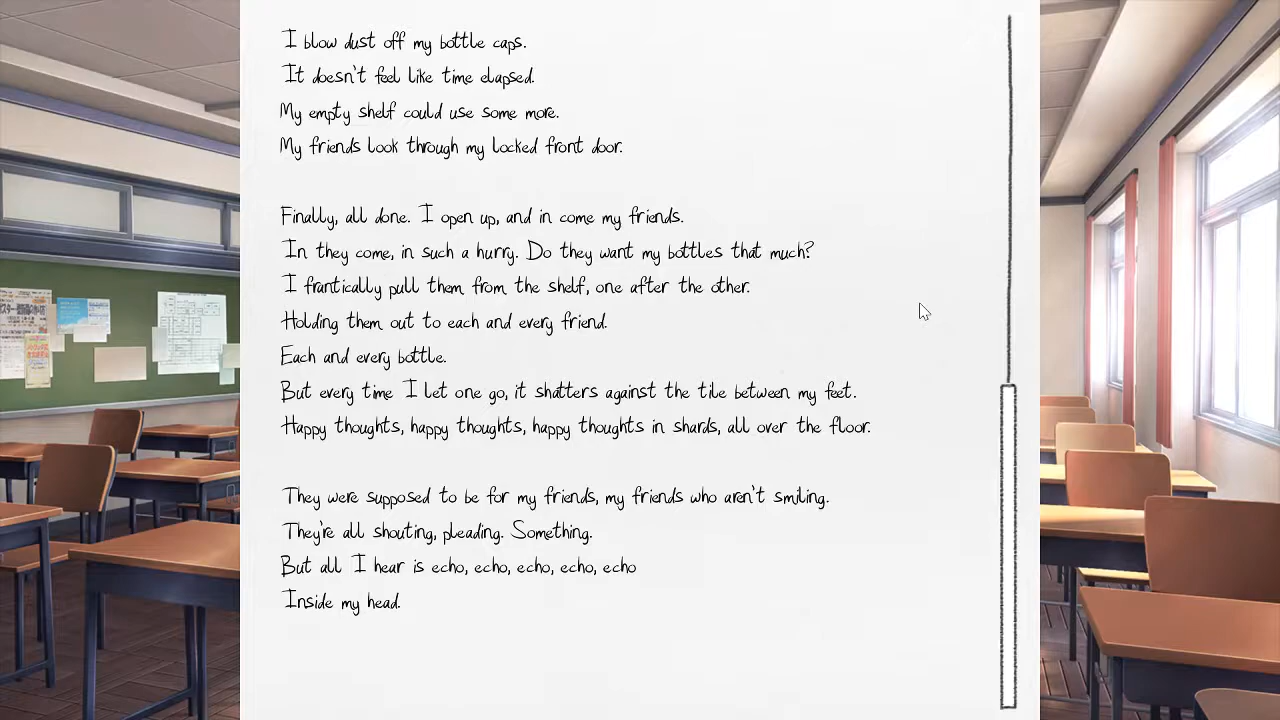 I blow dust off my bottle caps.
It doesn't feel like time elapsed.
My empty shelf could use some more.
My friends look through my locked front door.
Finally, all done. I open up, and in come my friends.
In they come, in such a hurry. Do they want my bottles that much?
I frantically pull them from the shelf, one after the other.
Holding them out to each and every friend.
Each and every bottle.
But every time I let one go, it shatters against the tile between my feet.
Happy thoughts, happy thoughts, happy thoughts in shards, all over the floor.
They were supposed to be for my friends, my friends who aren't smiling.
They're all shouting, pleading. Something.
But all I hear is echo, echo, echo, echo, echo
Inside my head.